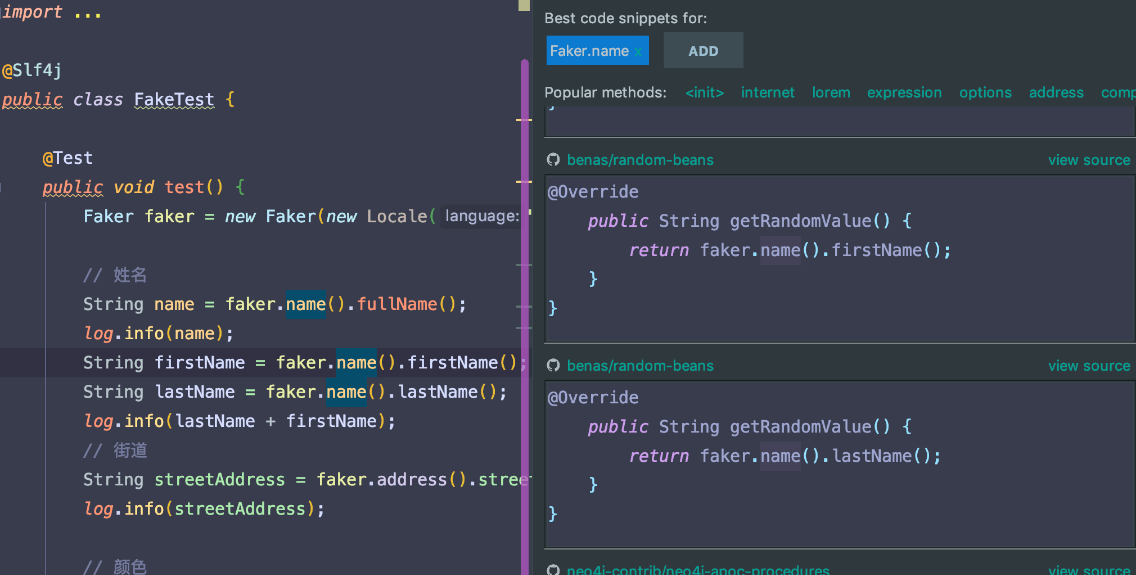 import ...
@Slf4j
public class FakeTest {
@Test
public void test() {
Faker faker = new Faker(new Locale( language: "
// 姓名
String name = faker.name().fullName();
log.info(name);
String firstName = faker.name().firstName();
String lastName = faker.name().lastName();
log.info(lastName + firstName);
// 街道
String streetAddress = faker.address().stree
log.info(streetAddress);
// 颜色
Best code snippets for:
Faker.name x ADD
Popular methods: <init> internet lorem expression options address comp
}
benas/random-beans view source
@Override
public String getRandomValue() {
return faker.name().firstName();
}
}
benas/random-beans view source
@Override
public String getRandomValue() {
return faker.name().lastName();
}
}
neo4j-contrib/neo4j-apoc-procedures view source